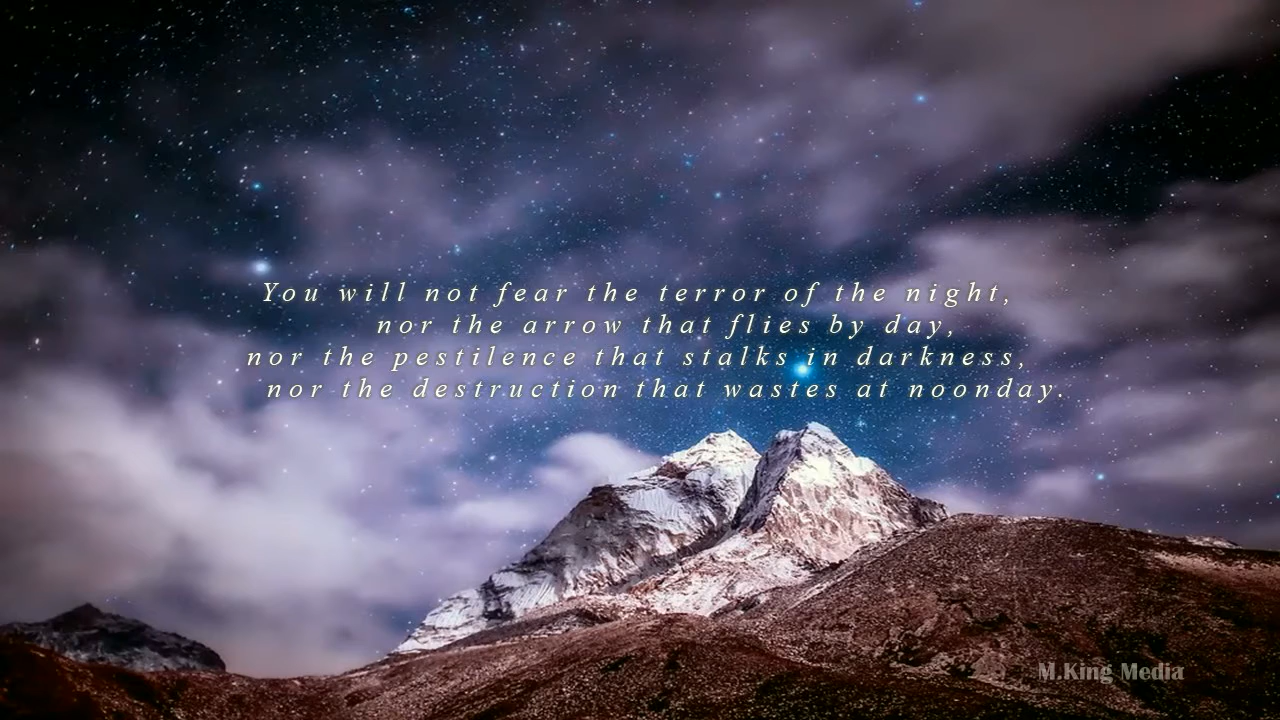 You will not fear the terror of the night,
nor the arrow that flies by day,
nor the pestilence that stalks in darkness,
nor the destruction that wastes at noonday.
M.King Media